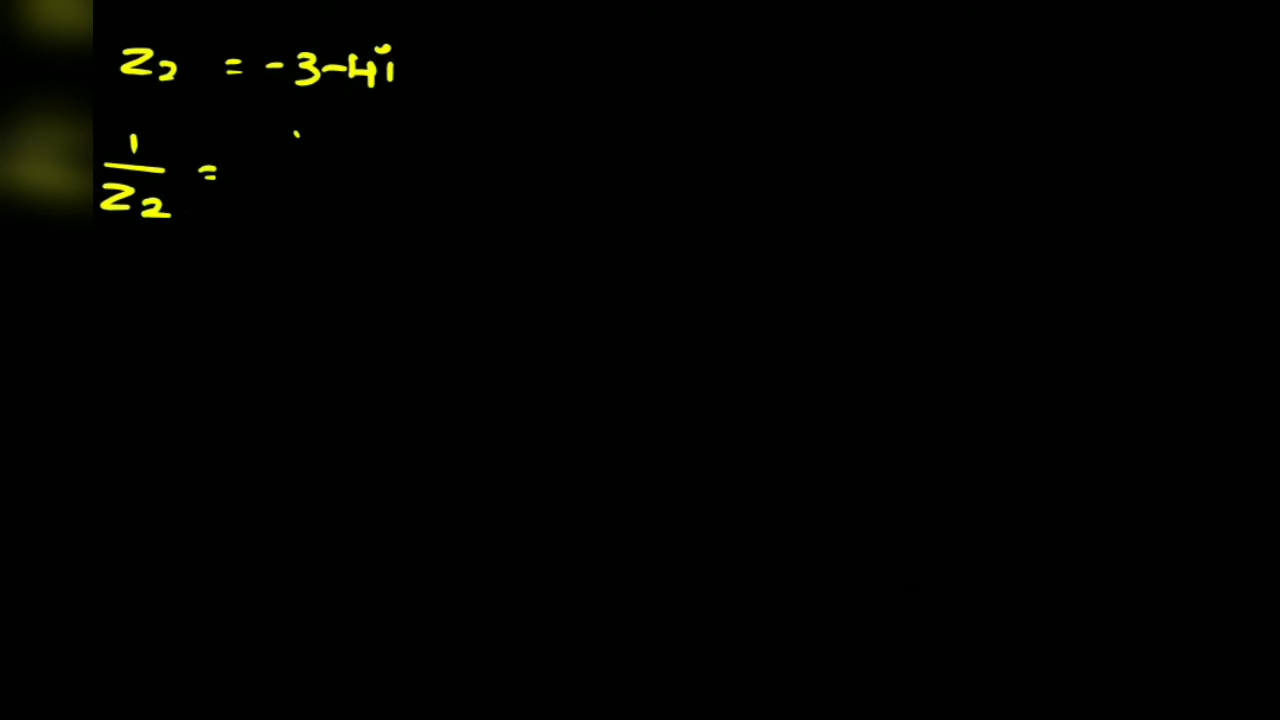 z₂ = -3-4i
1/z₂ =